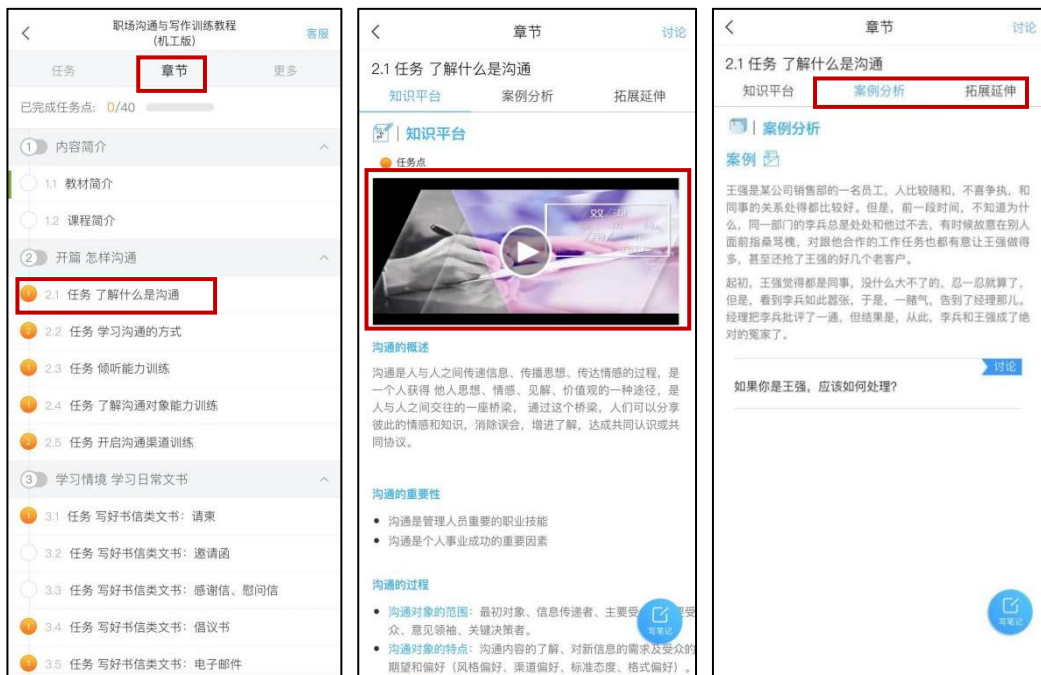 职场沟通与写作训练教程
(机工版)
客服
任务
章节
更多
已完成任务点: 0/40
1 内容简介
1.1 教材简介
1.2 课程简介
2 开篇 怎样沟通
1 2.1 任务 了解什么是沟通
2 2.2 任务 学习沟通的方式
1 2.3 任务 倾听能力训练
1 2.4 任务 了解沟通对象能力训练
2 2.5 任务 开启沟通渠道训练
3 学习情境 学习日常文书
1 3.1 任务 写好书信类文书: 请柬
3.2 任务 写好书信类文书: 邀请函
3.3 任务 写好书信类文书: 感谢信、慰问信
1 3.4 任务 写好书信类文书: 倡议书
1 3.5 任务 写好书信类文书: 电子邮件
章节
讨论
2.1 任务 了解什么是沟通
知识平台
案例分析
拓展延伸
知识平台
任务点
沟通的概述
沟通是人与人之间传递信息、传播思想、传达情感的过程，是
一个人获得 他人思想、情感、见解、价值观的一种途径，是
人与人之间交往的一座桥梁， 通过这个桥梁，人们可以分享
彼此的情感和知识，消除误会，增进了解，达成共同认识或共
同协议。
沟通的重要性
• 沟通是管理人员重要的职业技能
• 沟通是个人事业成功的重要因素
沟通的过程
• 沟通对象的范围: 最初对象、信息传递者、主要受 要受
众、意见领袖、关键决策者。
• 沟通对象的特点: 沟通内容的了解、对新信息的需求及受众的
期望和偏好（风格偏好、渠道偏好、标准态度、格式偏好）。
写笔记
章节
讨论
2.1 任务 了解什么是沟通
知识平台
案例分析
拓展延伸
案例分析
案例
王强是某公司销售部的一名员工，人比较随和，不喜争执，和
同事的关系处得都比较好。但是，前一段时间，不知道为什
么，同一部门的李兵总是处处和他过不去，有时候故意在别人
面前指桑骂槐，对跟他合作的工作任务也都有意让王强做得
多，甚至还抢了王强的好几个老客户。
起初，王强觉得都是同事，没什么大不了的，忍一忍就算了，
但是，看到李兵如此嚣张，于是，一赌气，告到了经理那儿。
经理把李兵批评了一通，但结果是，从此，李兵和王强成了绝
对的冤家了。
讨论
如果你是王强，应该如何处理?
写笔记